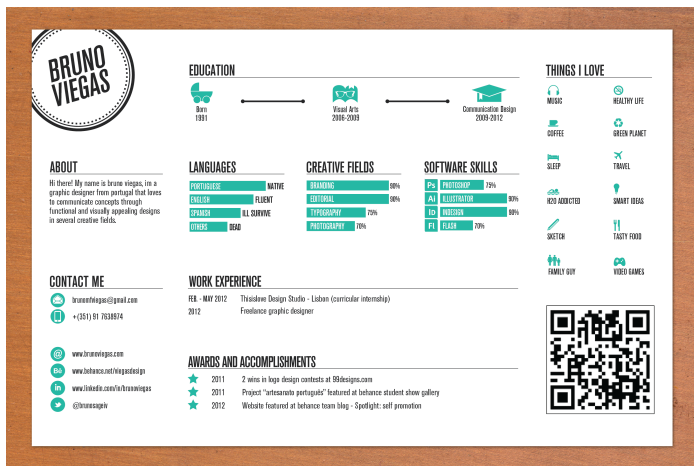 BRUNO
VIEGAS
EDUCATION
Born
1991
Visual Arts
2006-2009
Communication Design
2009-2012
THINGS I LOVE
MUSIC
HEALTHY LIFE
COFFEE
GREEN PLANET
SLEEP
TRAVEL
H2O ADDICTED
SMART IDEAS
SKETCH
TASTY FOOD
FAMILY GUY
VIDEO GAMES
ABOUT
Hi there! My name is bruno viegas, im a
graphic designer from portugal that loves
to communicate concepts through
functional and visually appealing designs
in several creative fields.
LANGUAGES
PORTUGUESE NATIVE
ENGLISH FLUENT
SPANISH ILL SURVIVE
OTHERS DEAD
CREATIVE FIELDS
BRANDING 90%
EDITORIAL 90%
TYPOGRAPHY 75%
PHOTOGRAPHY 70%
SOFTWARE SKILLS
Ps PHOTOSHOP 75%
Ai ILLUSTRATOR 90%
ID INDESIGN 90%
Fl FLASH 70%
CONTACT ME
brunomfviegas@gmail.com
+(351) 91 7638974
@ www.brunoviegas.com
Bē www.behance.net/viegasdesign
in www.linkedin.com/in/brunoviegas
@brunesageiv
WORK EXPERIENCE
FEB. - MAY 2012 Thisislove Design Studio - Lisbon (curricular internship)
2012 Freelance graphic designer
AWARDS AND ACCOMPLISHMENTS
2011 2 wins in logo design contests at 99designs.com
2011 Project "artesanato português" featured at behance student show gallery
2012 Website featured at behance team blog - Spotlight: self promotion